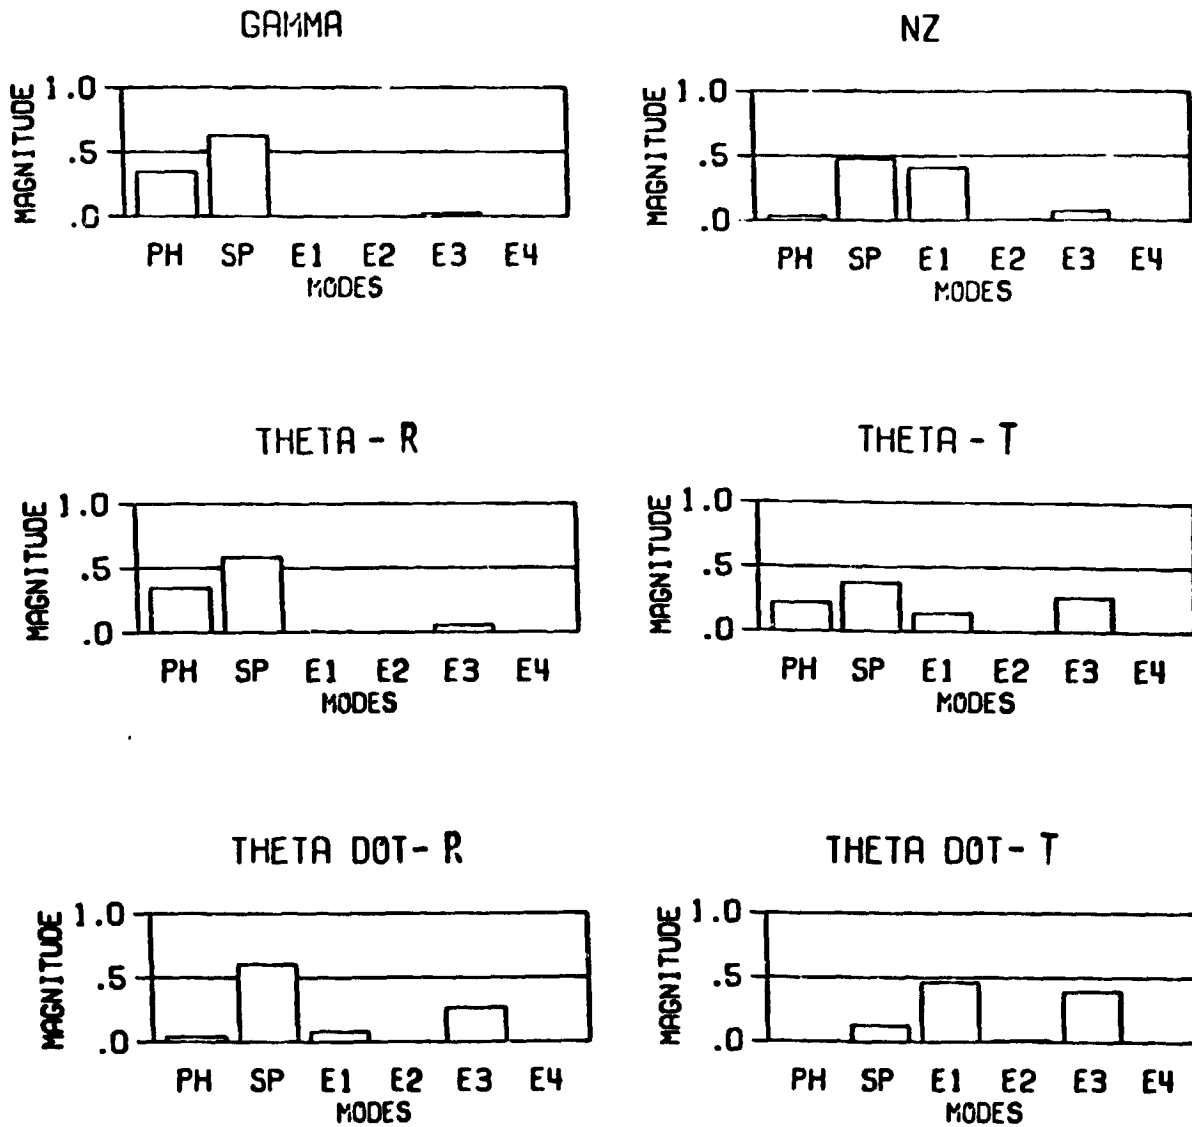 GAMMA
MAGNITUDE
1.0
.5
.0
PH SP E1 E2 E3 E4
MODES
NZ
MAGNITUDE
1.0
.5
.0
PH SP E1 E2 E3 E4
MODES
THETA - R
MAGNITUDE
1.0
.5
.0
PH SP E1 E2 E3 E4
MODES
THETA - T
MAGNITUDE
1.0
.5
.0
PH SP E1 E2 E3 E4
MODES
THETA DOT- R
MAGNITUDE
1.0
.5
.0
PH SP E1 E2 E3 E4
MODES
THETA DOT- T
MAGNITUDE
1.0
.5
.0
PH SP E1 E2 E3 E4
MODES